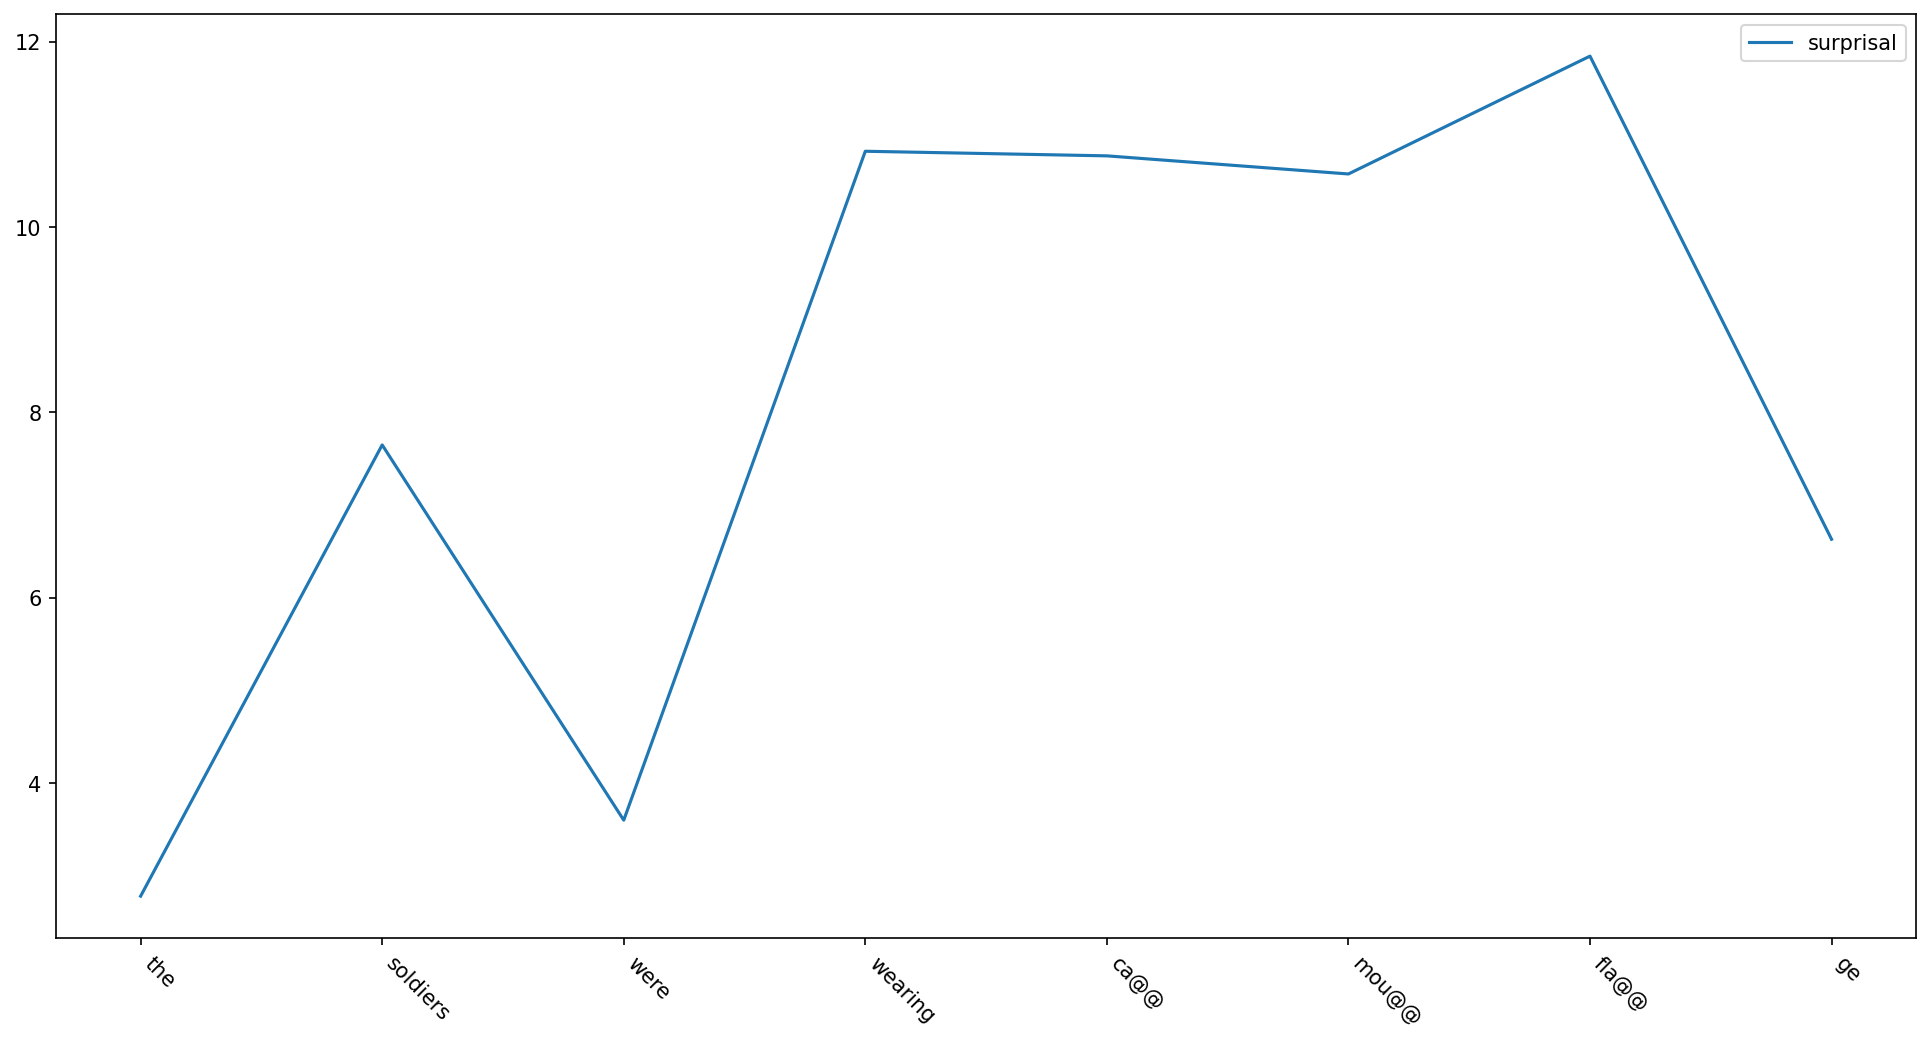 12
10
8
6
4
surprisal
the
soldiers
were
wearing
ca@@
mou@@
fla@@
ge